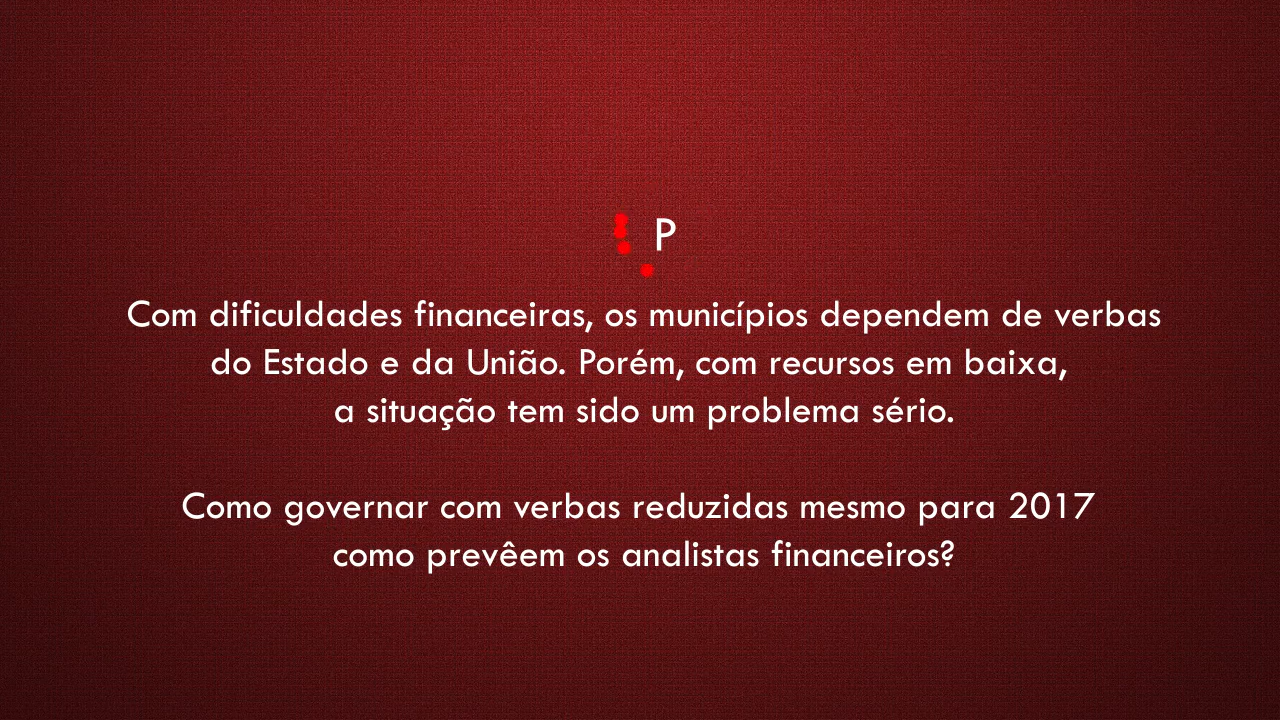 P
Com dificuldades financeiras, os municípios dependem de verbas
do Estado e da União. Porém, com recursos em baixa,
a situação tem sido um problema sério.
Como governar com verbas reduzidas mesmo para 2017
como prevêem os analistas financeiros?